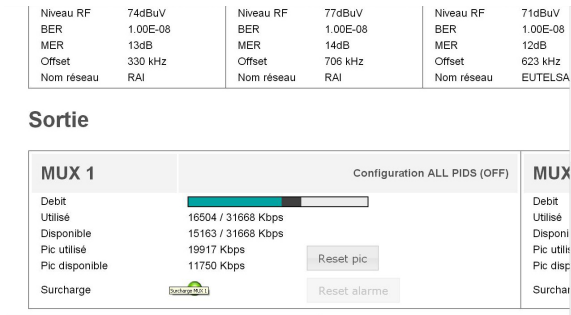 Niveau RF 74dBuV Niveau RF 77dBuV Niveau RF 71dBuV
BER 1.00E-08 BER 1.00E-08 BER 1.00E-08
MER 13dB MER 14dB MER 12dB
Offset 330 kHz Offset 706 kHz Offset 623 kHz
Nom réseau RAI Nom réseau RAI Nom réseau EUTELSA
Sortie
MUX 1 Configuration ALL PIDS (OFF) MUX
Debit Debit
Utilisé 16504 / 31668 Kbps Utilisé
Disponible 15163 / 31668 Kbps Disponi
Pic utilisé 19917 Kbps Pic utilis
Pic disponible 11750 Kbps Reset pic Pic disp
Surcharge Surcharge MUX 1 Reset alarme Surchar